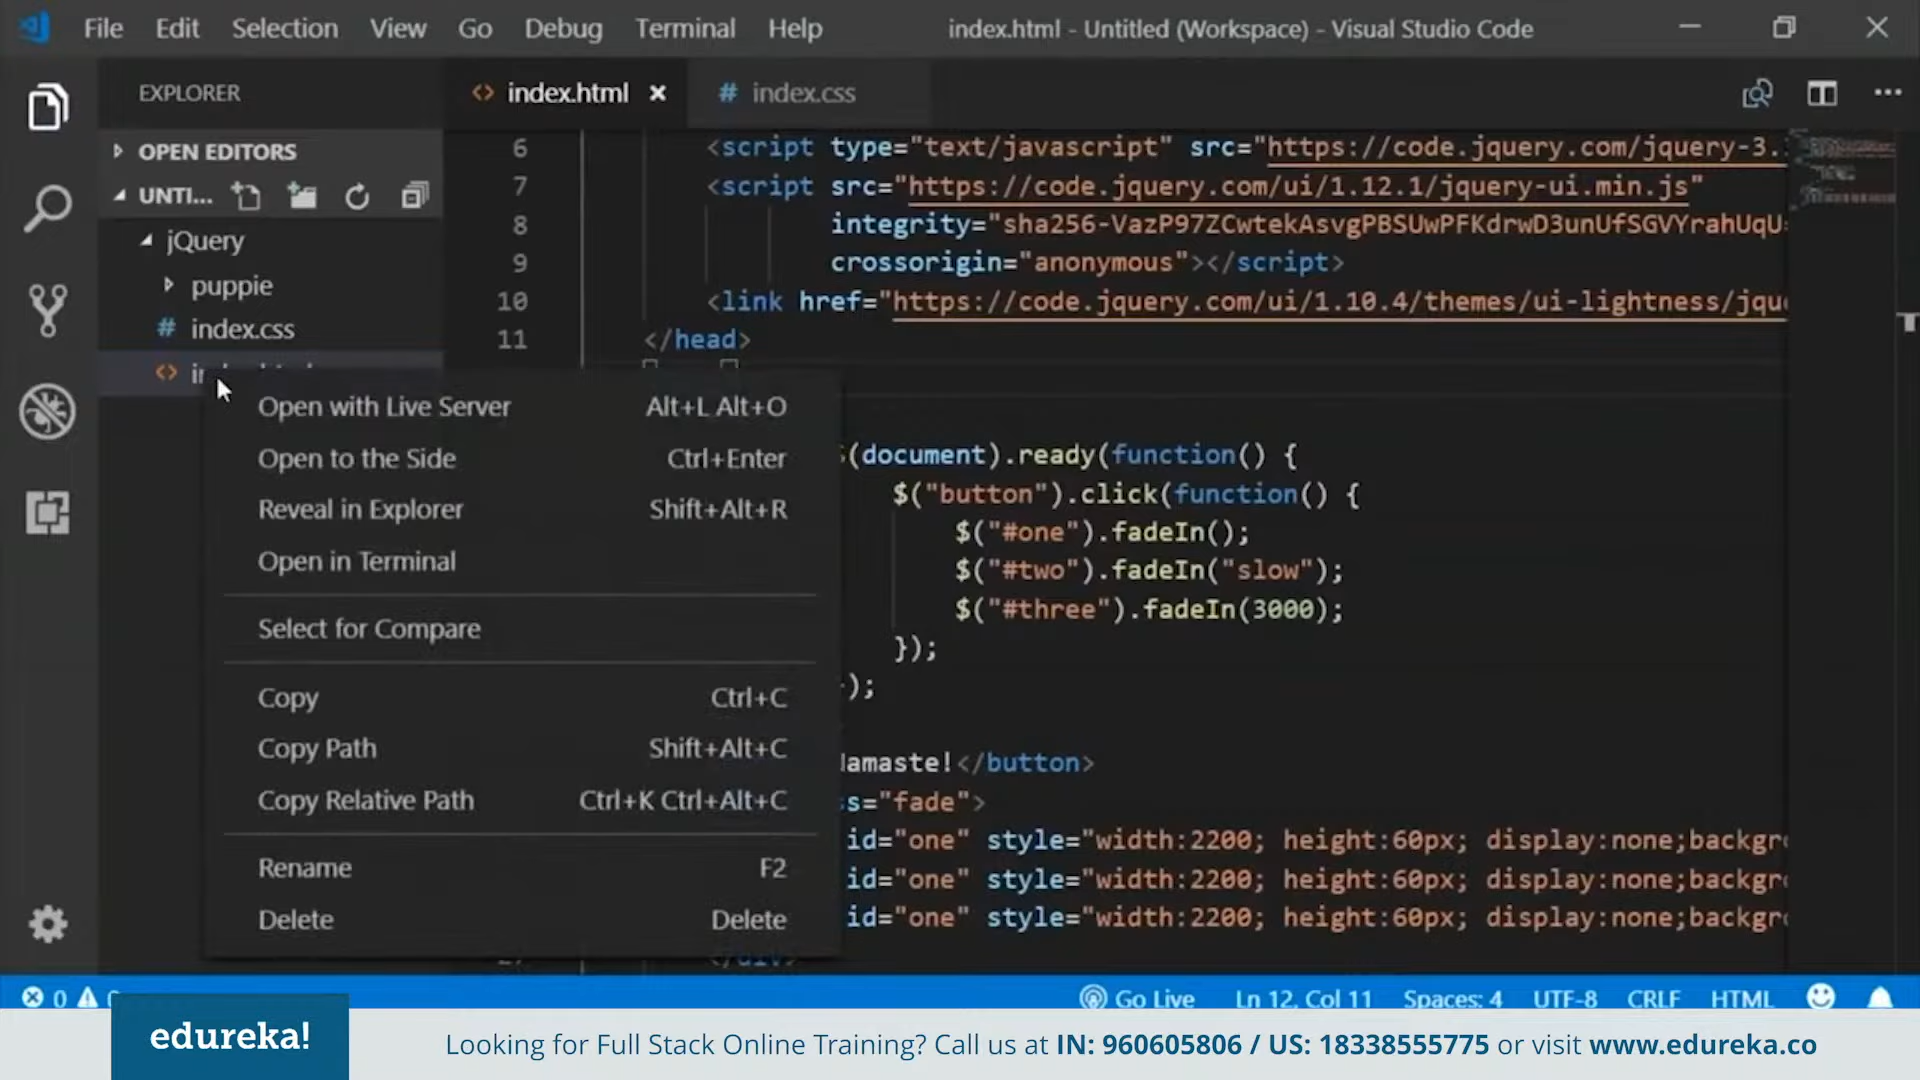 File Edit Selection View Go Debug Terminal Help index.html - Untitled (Workspace) - Visual Studio Code
EXPLORER
index.html
# index.css
OPEN EDITORS
UNTI...
jQuery
puppie
# index.css
6 <script type="text/javascript" src="https://code.jquery.com/jquery-3.
7 <script src="https://code.jquery.com/ui/1.12.1/jquery-ui.min.js"
8 integrity="sha256-VazP97ZCwtekAsvgPBSUwPFKdrwD3unUfSGVYrahUqU
9 crossorigin="anonymous"></script>
10 <link href="https://code.jquery.com/ui/1.10.4/themes/ui-lightness/jqu
11 </head>
Open with Live Server Alt+L Alt+O
Open to the Side Ctrl+Enter
Reveal in Explorer Shift+Alt+R
Open in Terminal
Select for Compare
Copy Ctrl+C
Copy Path Shift+Alt+C
Copy Relative Path Ctrl+K Ctrl+Alt+C
Rename F2
Delete Delete
(document).ready(function() {
$("button").click(function() {
$("#one").fadeIn();
$("#two").fadeIn("slow");
$("#three").fadeIn(3000);
});
);
amaste!</button>
s="fade">
id="one" style="width:2200; height:60px; display:none;backgr
id="one" style="width:2200; height:60px; display:none;backgr
id="one" style="width:2200; height:60px; display:none;backgr
0 Go Live Ln 12, Col 11 Spaces: 4 UTF-8 CRLF HTML
edureka!
Looking for Full Stack Online Training? Call us at IN: 960605806 / US: 18338555775 or visit www.edureka.co